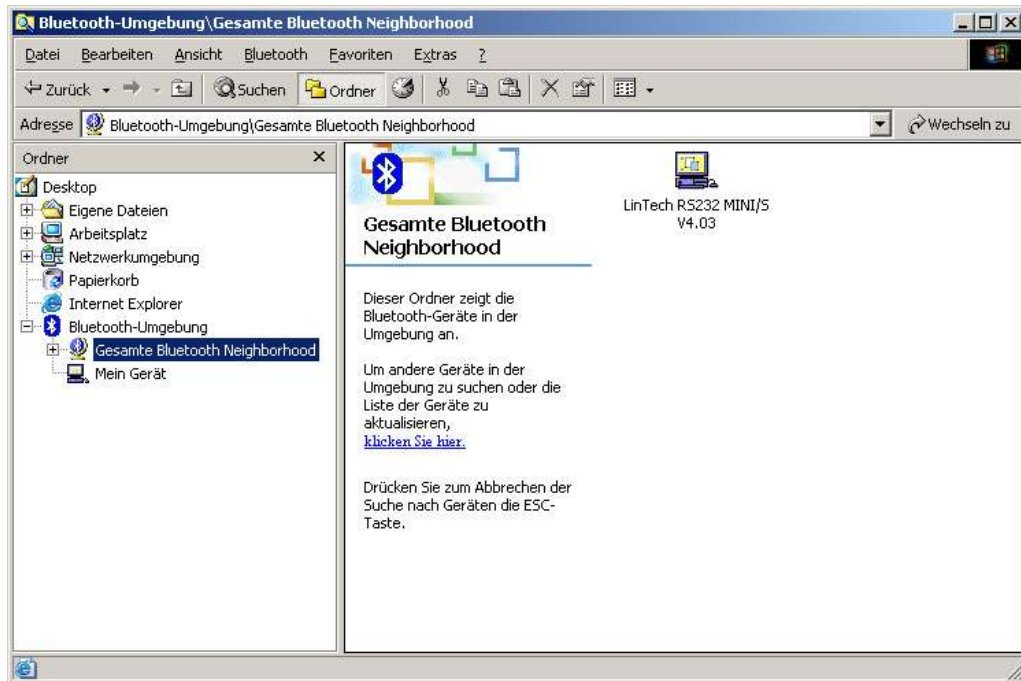 Bluetooth-Umgebung\Gesamte Bluetooth Neighborhood
Datei Bearbeiten Ansicht Bluetooth Favoriten Extras ?
Zurück Suchen Ordner
Adresse Bluetooth-Umgebung\Gesamte Bluetooth Neighborhood Wechseln zu
Ordner
Desktop
Eigene Dateien
Arbeitsplatz
Netzwerkumgebung
Papierkorb
Internet Explorer
Bluetooth-Umgebung
Gesamte Bluetooth Neighborhood
Mein Gerät
Gesamte Bluetooth
Neighborhood
Dieser Ordner zeigt die
Bluetooth-Geräte in der
Umgebung an.
Um andere Geräte in der
Umgebung zu suchen oder die
Liste der Geräte zu
aktualisieren,
klicken Sie hier.
Drücken Sie zum Abbrechen der
Suche nach Geräten die ESC-
Taste.
LinTech RS232 MINI/S
V4.03